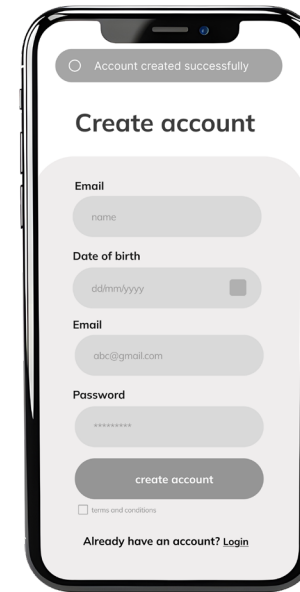 Account created successfully
Create account
Email
name
Date of birth
dd/mm/yyyy
Email
abc@gmail.com
Password
*********
create account
terms and conditions
Already have an account? Login